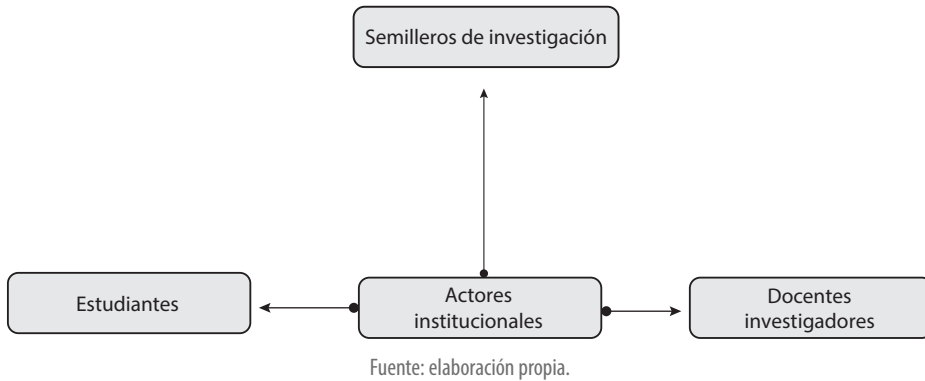 Semilleros de investigación
Estudiantes
Actores
institucionales
Docentes
investigadores
Fuente: elaboración propia.